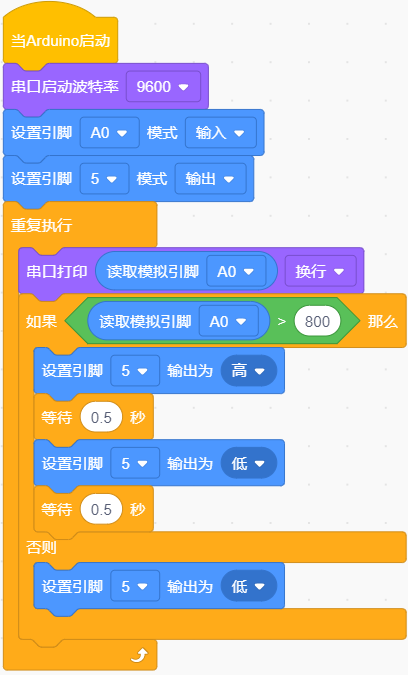 当Arduino启动
串口启动波特率 9600
设置引脚 A0 模式 输入
设置引脚 5 模式 输出
重复执行
串口打印 读取模拟引脚 A0 换行
如果 读取模拟引脚 A0 > 800 那么
设置引脚 5 输出为 高
等待 0.5 秒
设置引脚 5 输出为 低
等待 0.5 秒
否则
设置引脚 5 输出为 低